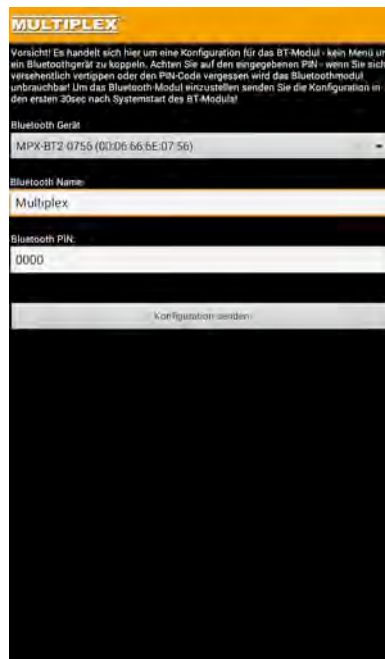 MULTIPLEX
Vorsicht! Es handelt sich hier um eine Konfiguration für das BT-Modul - kein Menü um
ein Bluetoothgerät zu koppeln. Achten Sie auf den eingegebenen PIN - wenn Sie sich
versehentlich vertippen oder den PIN-Code vergessen wird das Bluetoothmodul
unbrauchbar! Um das Bluetooth-Modul einzustellen senden Sie die Konfiguration in
den ersten 30sec nach Systemstart des BT-Moduls!
Bluetooth Gerät
MPX-BT2-0756 (00:06:66:6E:07:56)
Bluetooth Name:
Multiplex
Bluetooth PIN:
0000
Konfiguration senden